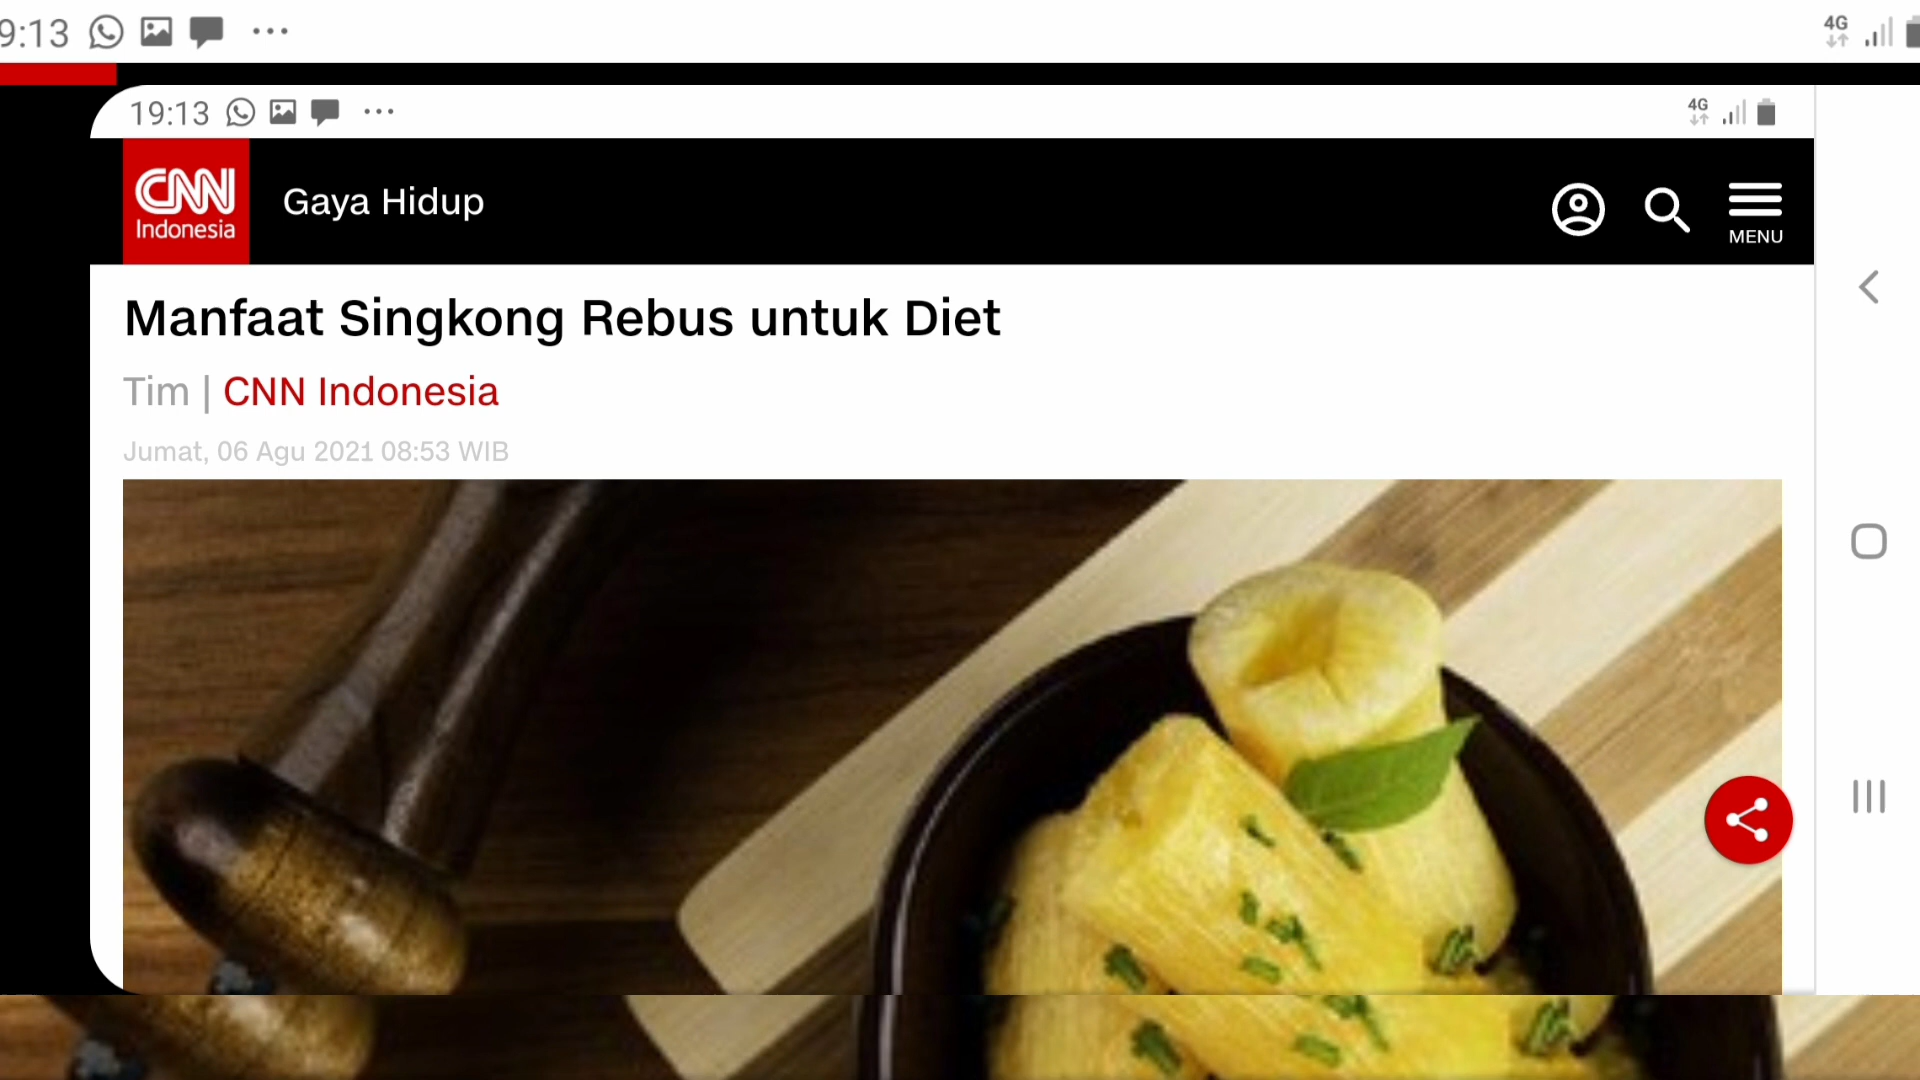 9:13
4G
19:13
4G
CNN
Indonesia
Gaya Hidup
MENU
Manfaat Singkong Rebus untuk Diet
Tim | CNN Indonesia
Jumat, 06 Agu 2021 08:53 WIB